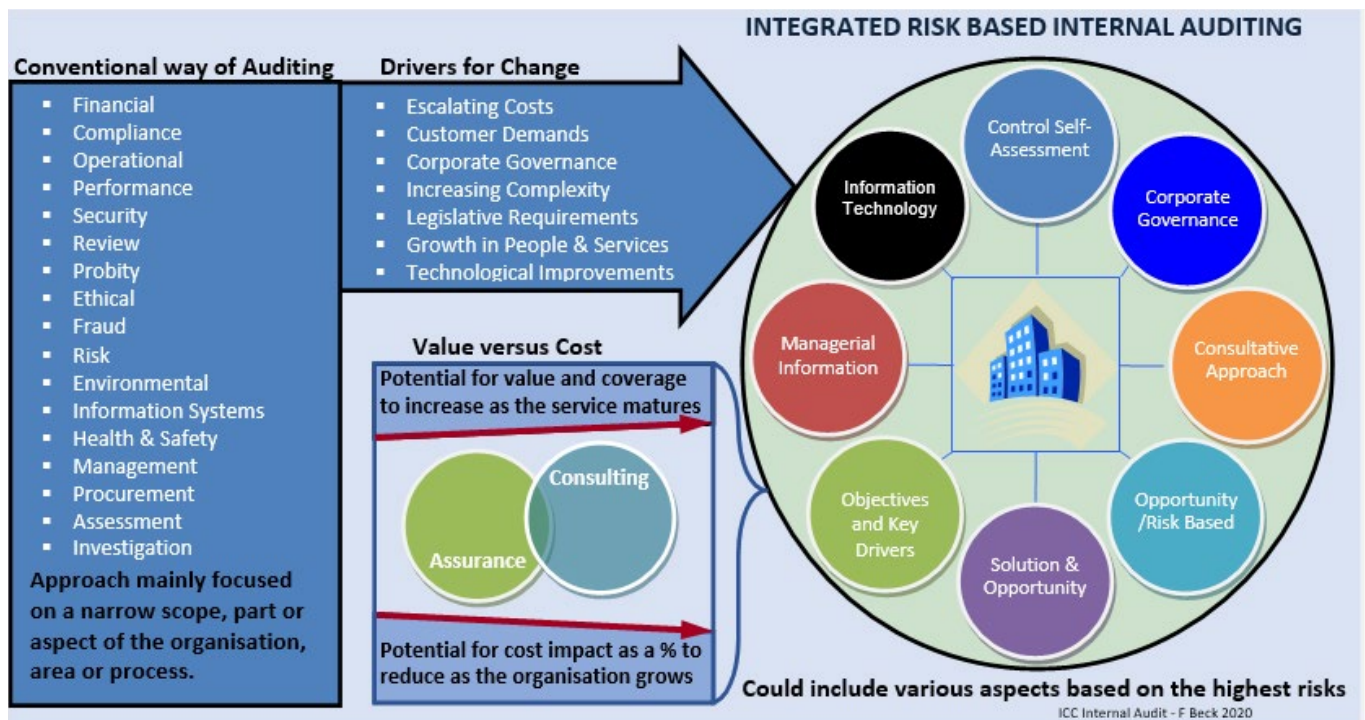 INTEGRATED RISK BASED INTERNAL AUDITING
Conventional way of Auditing
▪ Financial
▪ Compliance
▪ Operational
▪ Performance
▪ Security
▪ Review
▪ Probity
▪ Ethical
▪ Fraud
▪ Risk
▪ Environmental
▪ Information Systems
▪ Health & Safety
▪ Management
▪ Procurement
▪ Assessment
▪ Investigation
Approach mainly focused
on a narrow scope, part or
aspect of the organisation,
area or process.
Drivers for Change
▪ Escalating Costs
▪ Customer Demands
▪ Corporate Governance
▪ Increasing Complexity
▪ Legislative Requirements
▪ Growth in People & Services
▪ Technological Improvements
Value versus Cost
Potential for value and coverage
to increase as the service matures
Assurance
Consulting
Potential for cost impact as a % to
reduce as the organisation grows
Control Self-
Assessment
Corporate
Governance
Consultative
Approach
Opportunity
/Risk Based
Solution &
Opportunity
Objectives
and Key
Drivers
Managerial
Information
Information
Technology
Could include various aspects based on the highest risks
ICC Internal Audit - F Beck 2020